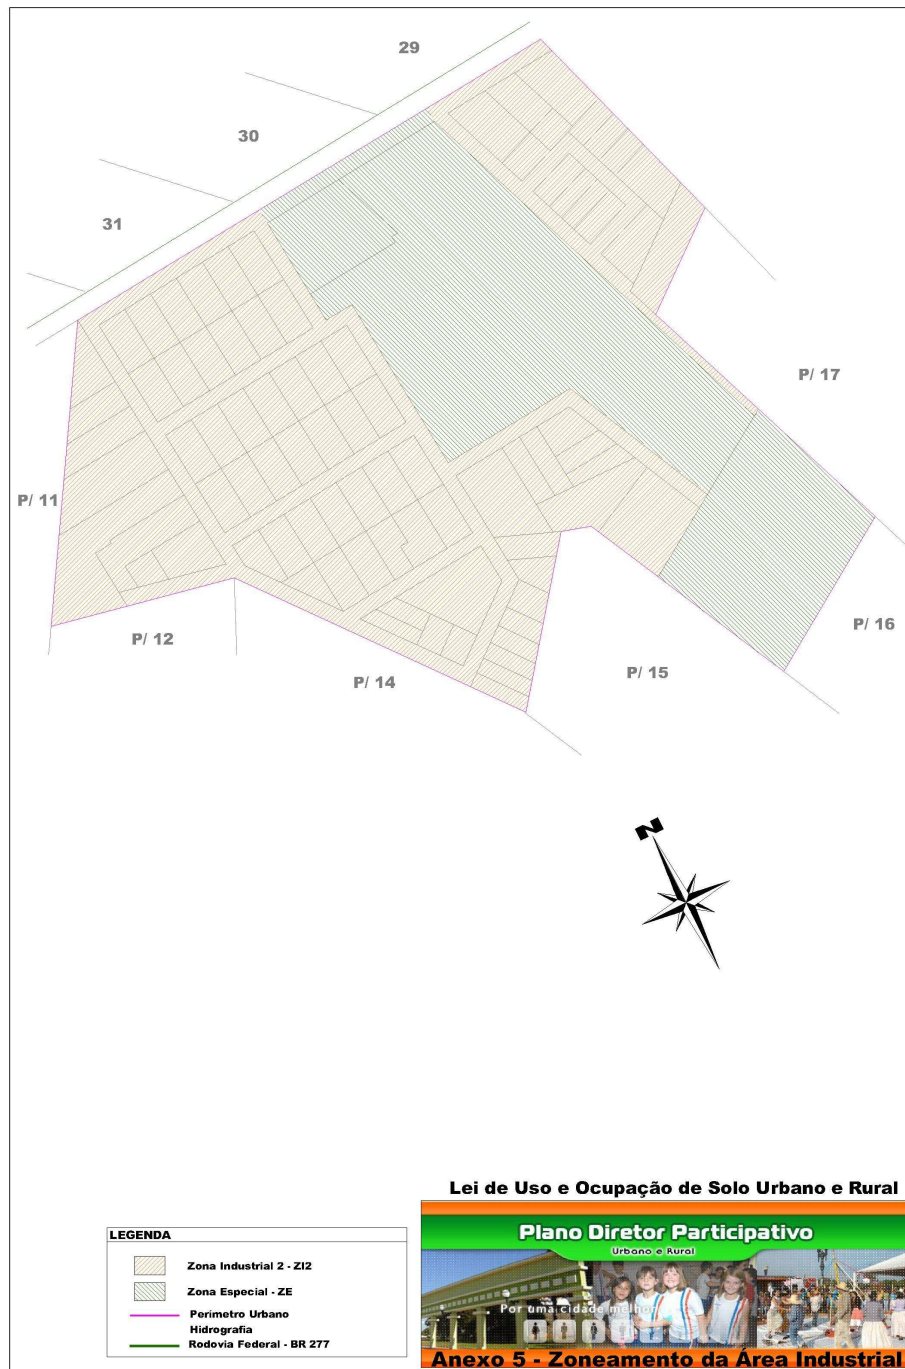 29
30
31
P/ 17
P/ 11
P/ 16
P/ 12
P/ 15
P/ 14
N
Lei de Uso e Ocupação de Solo Urbano e Rural
Plano Diretor Participativo
Urbano e Rural
Por uma cidade melhor
Anexo 5 - Zoneamento da Área Industrial
LEGENDA
Zona Industrial 2 - ZI2
Zona Especial - ZE
Perímetro Urbano
Hidrografia
Rodovia Federal - BR 277